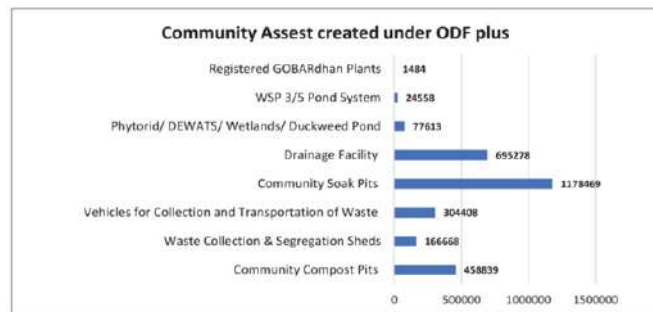 Community Assest created under ODF plus
Registered GOBARdhan Plants 1484
WSP 3/5 Pond System 24558
Phytorid/ DEWATS/ Wetlands/ Duckweed Pond 77613
Drainage Facility 695278
Community Soak Pits 1178469
Vehicles for Collection and Transportation of Waste 304408
Waste Collection & Segregation Sheds 166668
Community Compost Pits 458839
0 500000 1000000 1500000